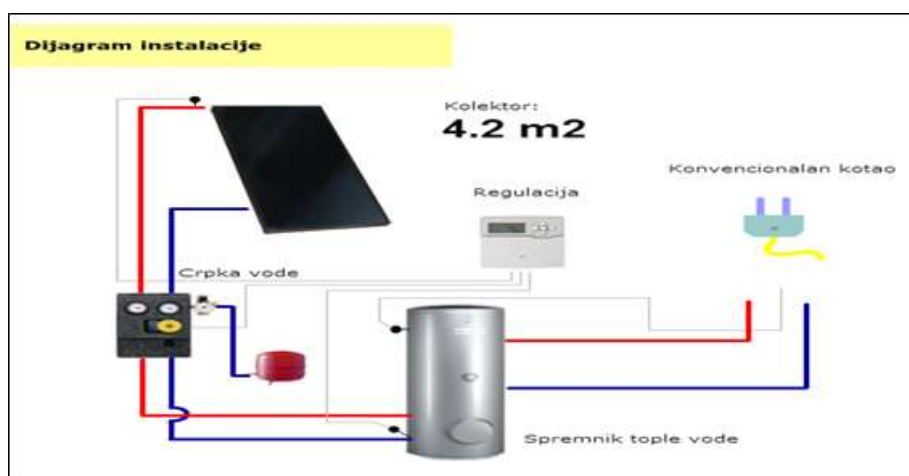 Dijagram instalacije
Kolektor:
4.2 m2
Konvencionalan kotao
Regulacija
Crpka vode
Spremnik tople vode